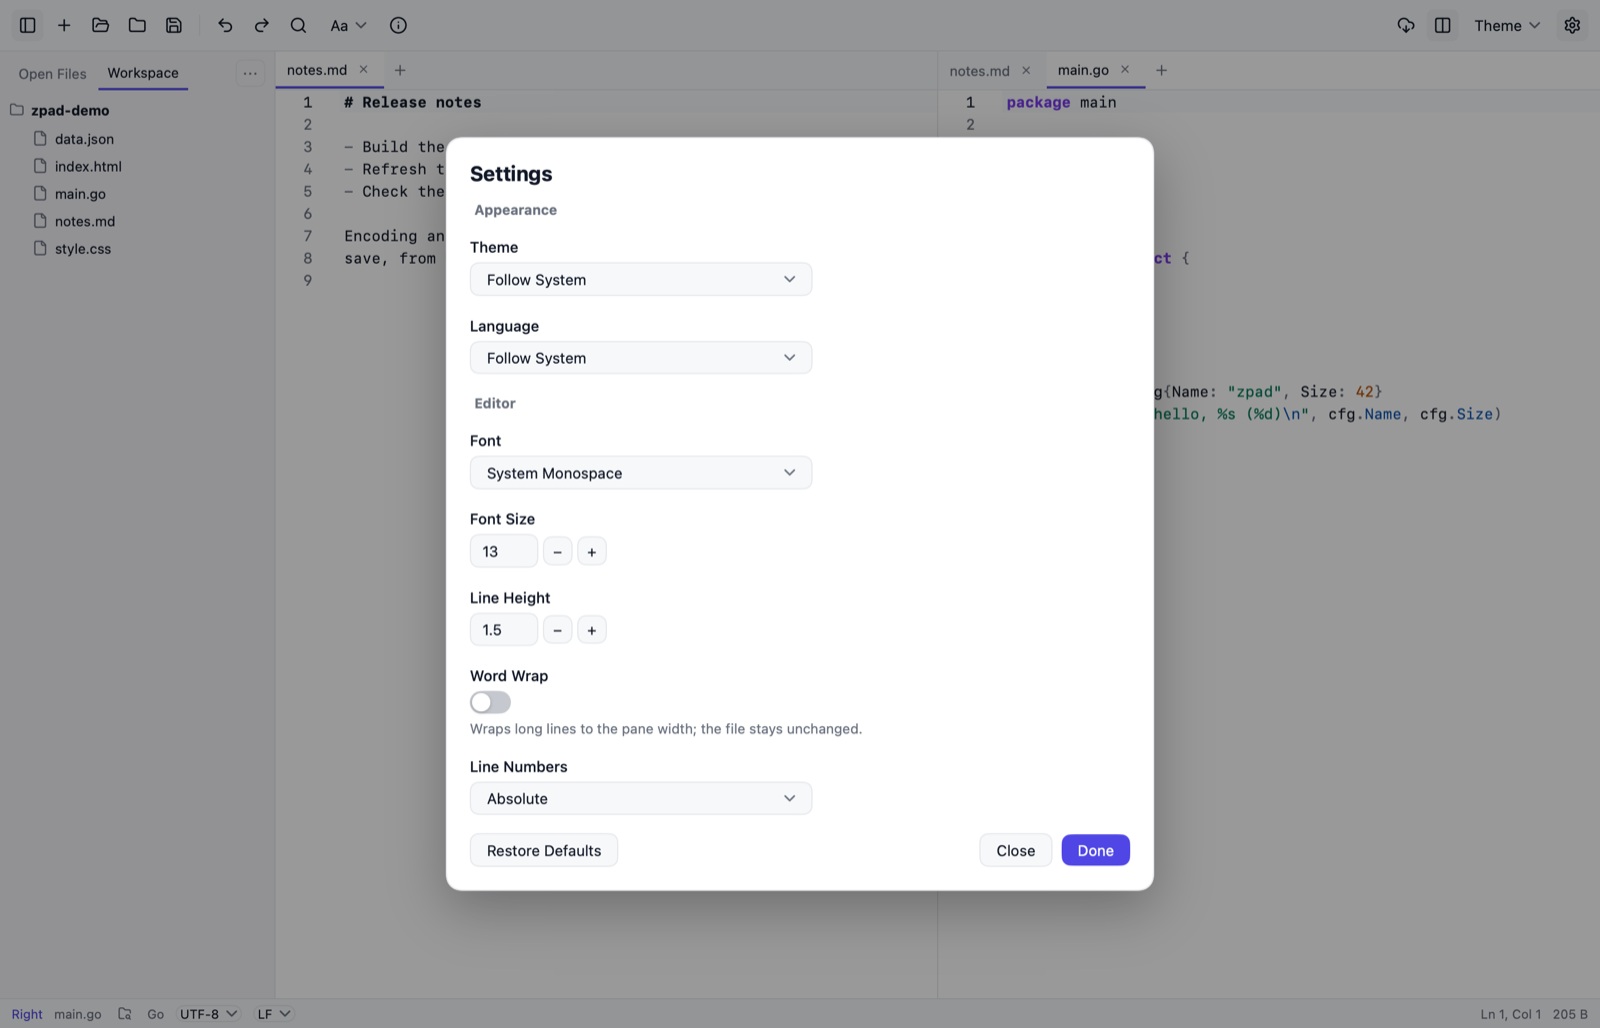 Aa
Theme
Open Files
Workspace
zpad-demo
data.json
index.html
main.go
notes.md
style.css
notes.md
1 # Release notes
2
3 - Build the
4 - Refresh t
5 - Check the
6
7 Encoding an
8 save, from
9
notes.md
main.go
1 package main
2
ct {
g{Name: "zpad", Size: 42}
hello, %s (%d)\n", cfg.Name, cfg.Size)
Settings
Appearance
Theme
Follow System
Language
Follow System
Editor
Font
System Monospace
Font Size
13 − +
Line Height
1.5 − +
Word Wrap
Wraps long lines to the pane width; the file stays unchanged.
Line Numbers
Absolute
Restore Defaults
Close
Done
Right main.go Go UTF-8 LF
Ln 1, Col 1 205 B